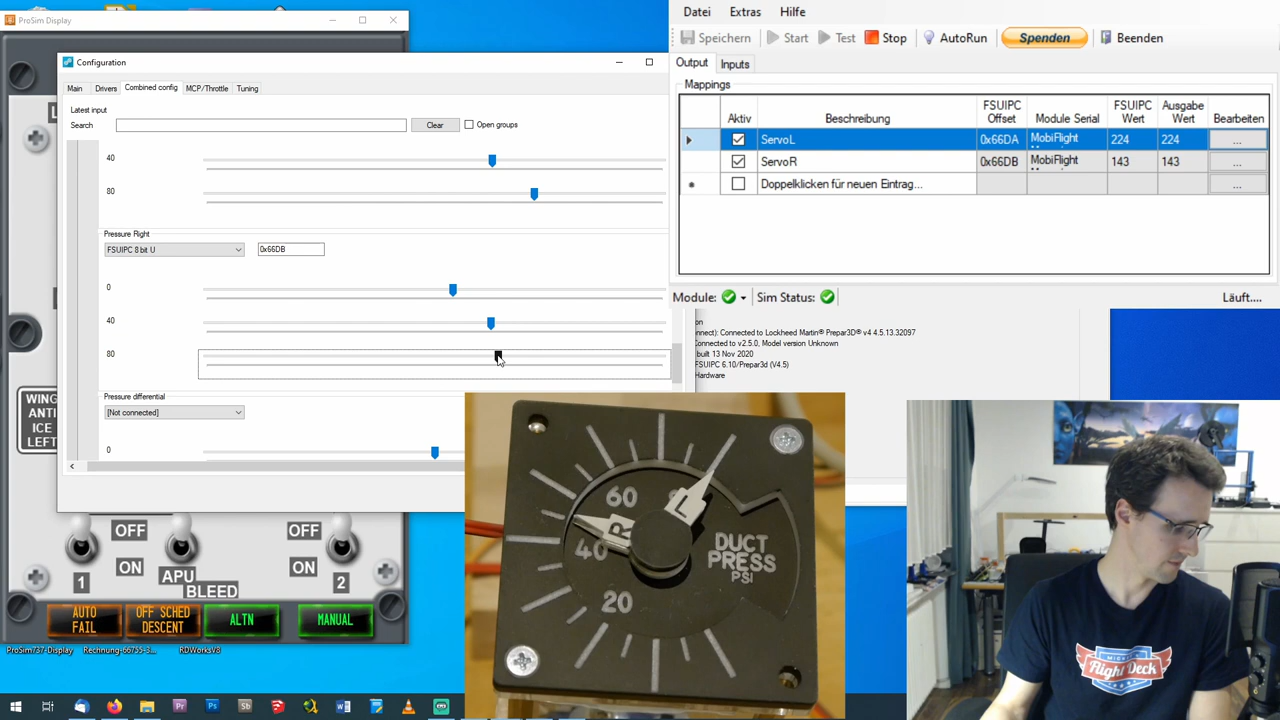 ProSim Display
Configuration
Main Drivers Combined config MCP/Throttle Tuning
Latest input
Search
Clear
Open groups
40
80
Pressure Right
FSUIPC 8 bit U
0x66DB
0
40
80
Pressure differential
[Not connected]
0
Datei Extras Hilfe
Speichern Start Test Stop AutoRun Spenden Beenden
Output Inputs
Mappings
Aktiv Beschreibung FSUIPC Offset Module Serial FSUIPC Wert Ausgabe Wert Bearbeiten
ServoL 0x66DA MobiFlight 224 224 ...
ServoR 0x66DB MobiFlight 143 143 ...
* Doppelklicken für neuen Eintrag... ...
Module: Sim Status: Läuft....
on
nnect): Connected to Lockheed Martin® Prepar3D® v4 4.5.13.32097
Connected to v2.5.0, Model version Unknown
built 13 Nov 2020
FSUIPC 6.10/Prepar3d (V4.5)
Hardware
WING
ANTI
ICE
LEFT
OFF
OFF
ON
ON
1
APU
BLEED
2
AUTO
FAIL
OFF SCHED
DESCENT
ALTN
MANUAL
ProSim737-Display Rechnung-66755-3... RDWorksV8
60
40
20
R
L
DUCT
PRESS
PSI
Right Deck